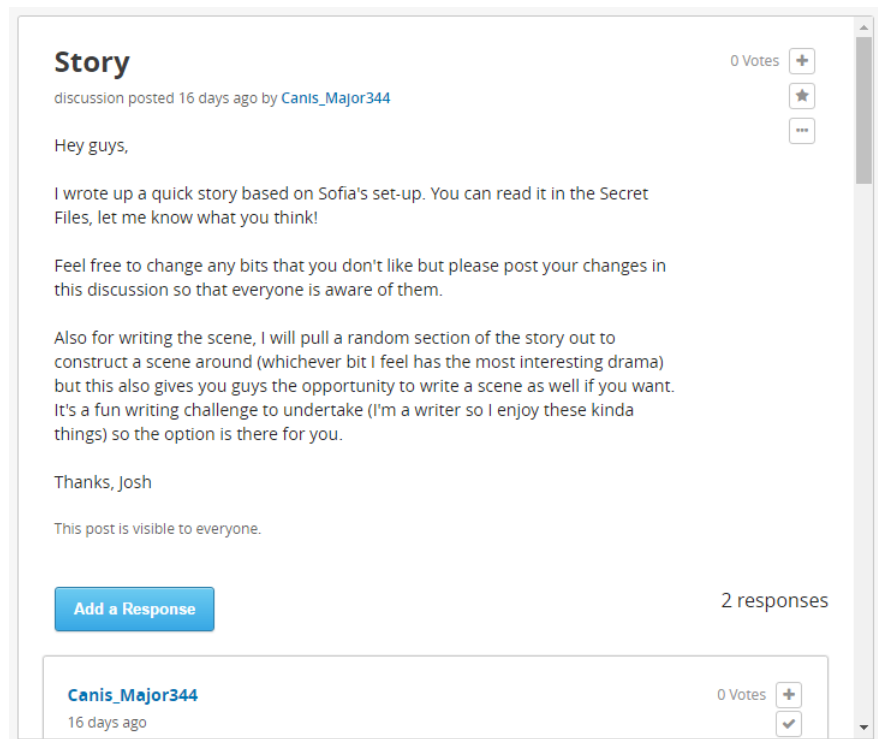 Story
0 Votes
discussion posted 16 days ago by Canis_Major344
Hey guys,
I wrote up a quick story based on Sofia's set-up. You can read it in the Secret
Files, let me know what you think!
Feel free to change any bits that you don't like but please post your changes in
this discussion so that everyone is aware of them.
Also for writing the scene, I will pull a random section of the story out to
construct a scene around (whichever bit I feel has the most interesting drama)
but this also gives you guys the opportunity to write a scene as well if you want.
It's a fun writing challenge to undertake (I'm a writer so I enjoy these kinda
things) so the option is there for you.
Thanks, Josh
This post is visible to everyone.
Add a Response
2 responses
Canis_Major344
0 Votes
16 days ago